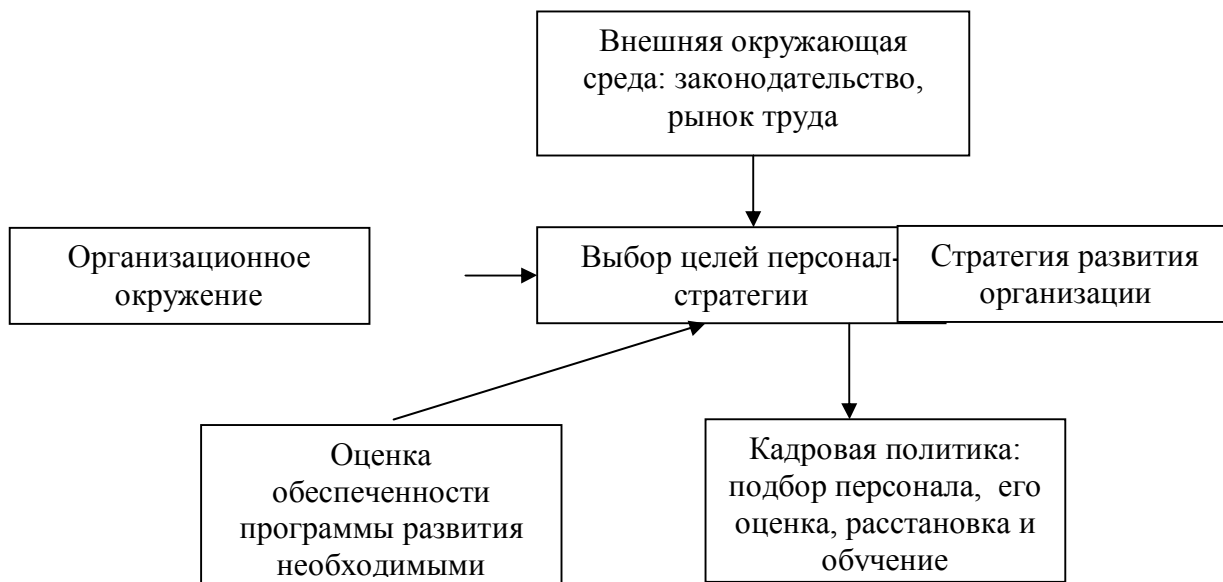 Внешняя окружающая
среда: законодательство,
рынок труда
Организационное
окружение
Выбор целей персонал-
стратегии
Стратегия развития
организации
Оценка
обеспеченности
программы развития
необходимыми
Кадровая политика:
подбор персонала, его
оценка, расстановка и
обучение